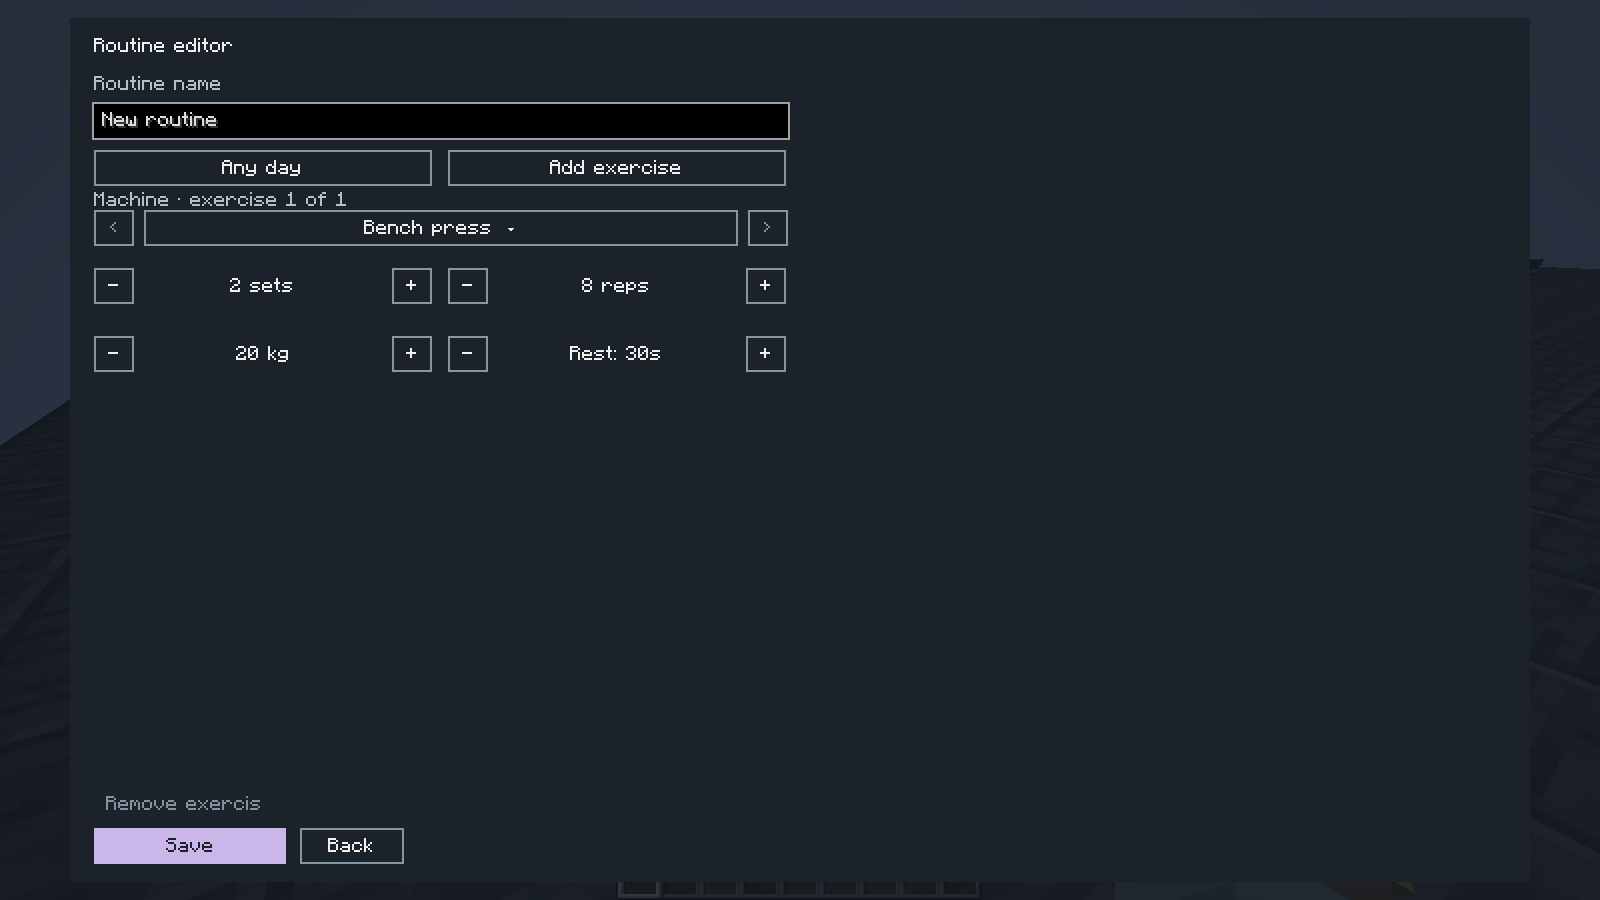 Routine editor
Routine name
New routine
Any day
Add exercise
Machine · exercise 1 of 1
< Bench press >
- 2 sets + - 8 reps +
- 20 kg + - Rest: 30s +
Remove exercis
Save
Back